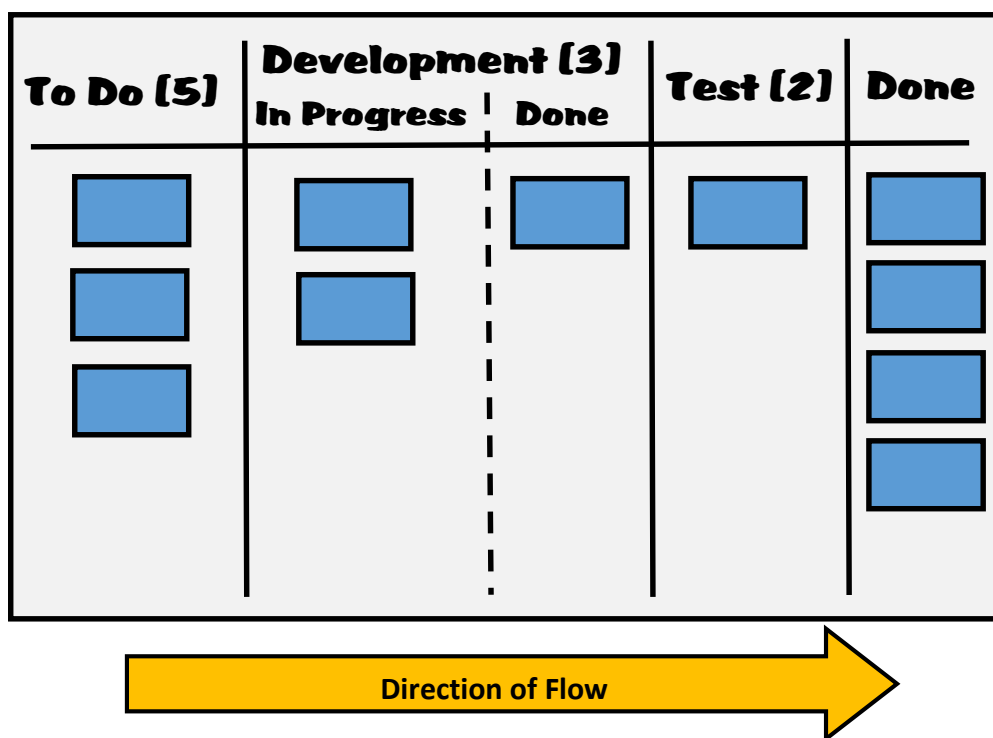 To Do (5)
Development (3)
In Progress
Done
Test (2)
Done
Direction of Flow